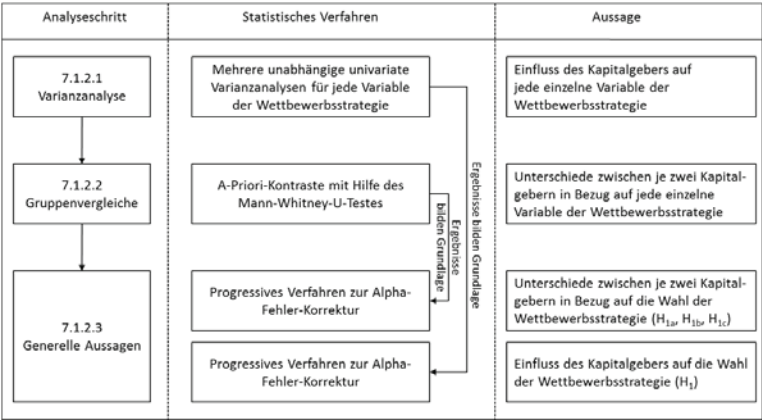 Analyseschritt
Statistisches Verfahren
Aussage
7.1.2.1
Varianzanalyse
Mehrere unabhängige univariate
Varianzanalysen für jede Variable
der Wettbewerbsstrategie
Einfluss des Kapitalgebers auf
jede einzelne Variable der
Wettbewerbsstrategie
7.1.2.2
Gruppenvergleiche
A-Priori-Kontraste mit Hilfe des
Mann-Whitney-U-Testes
Unterschiede zwischen je zwei Kapital-
gebern in Bezug auf jede einzelne
Variable der Wettbewerbsstrategie
Ergebnisse
bilden Grundlage
Ergebnisse bilden Grundlage
7.1.2.3
Generelle Aussagen
Progressives Verfahren zur Alpha-
Fehler-Korrektur
Unterschiede zwischen je zwei Kapital-
gebern in Bezug auf die Wahl der
Wettbewerbsstrategie (H1a, H1b, H1c)
Progressives Verfahren zur Alpha-
Fehler-Korrektur
Einfluss des Kapitalgebers auf die Wahl
der Wettbewerbsstrategie (H1)